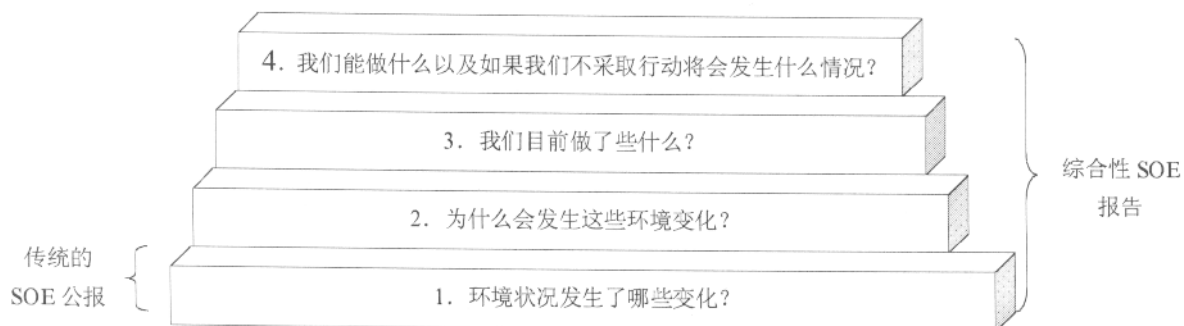 4. 我们能做什么以及如果我们不采取行动将会发生什么情况？
3. 我们目前做了些什么？
综合性 SOE
报告
2. 为什么会发生这些环境变化？
传统的
SOE 公报
1. 环境状况发生了哪些变化？